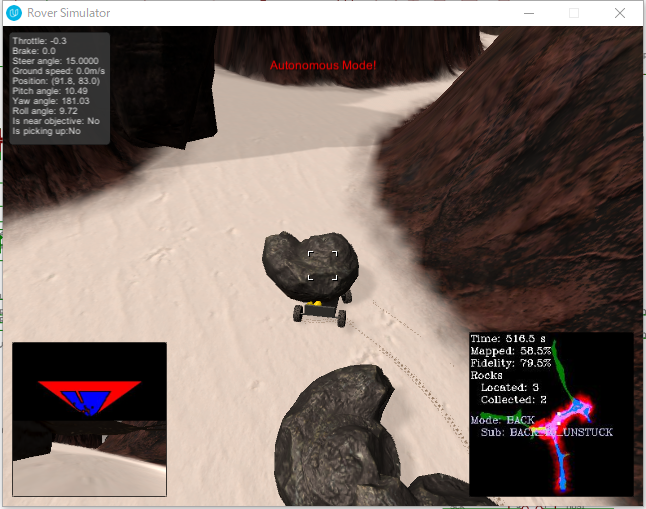 Rover Simulator
Throttle: -0.3
Brake: 0.0
Steer angle: 15.0000
Ground speed: 0.0m/s
Position: (91.8, 83.0)
Pitch angle: 10.49
Yaw angle: 181.03
Roll angle: 9.72
Is near objective: No
Is picking up:No
Autonomous Mode!
Time: 516.5 s
Mapped: 58.5%
Fidelity: 79.5%
Rocks
Located: 3
Collected: 2
Mode: BACK
Sub: UNSTUCK